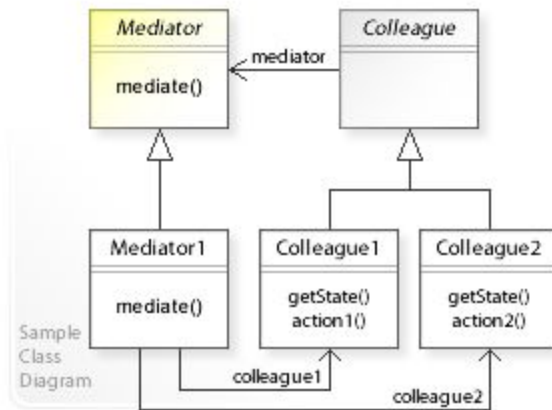 Mediator
Colleague
mediator
mediate()
Mediator1
Colleague1
Colleague2
mediate()
getState()
action1()
getState()
action2()
Sample
Class
Diagram
colleague1
colleague2